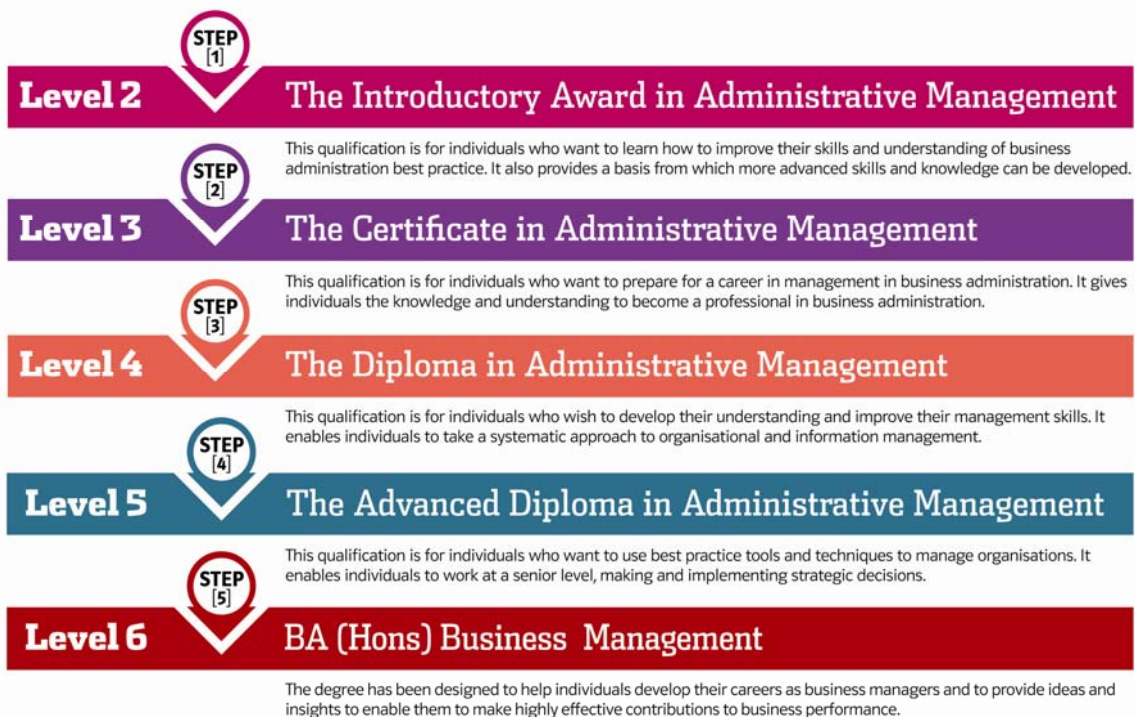 STEP
[1]
Level 2
The Introductory Award in Administrative Management
This qualification is for individuals who want to learn how to improve their skills and understanding of business
administration best practice. It also provides a basis from which more advanced skills and knowledge can be developed.
STEP
[2]
Level 3
The Certificate in Administrative Management
This qualification is for individuals who want to prepare for a career in management in business administration. It gives
individuals the knowledge and understanding to become a professional in business administration.
STEP
[3]
Level 4
The Diploma in Administrative Management
This qualification is for individuals who wish to develop their understanding and improve their management skills. It
enables individuals to take a systematic approach to organisational and information management.
STEP
[4]
Level 5
The Advanced Diploma in Administrative Management
This qualification is for individuals who want to use best practice tools and techniques to manage organisations. It
enables individuals to work at a senior level, making and implementing strategic decisions.
STEP
[5]
Level 6
BA (Hons) Business Management
The degree has been designed to help individuals develop their careers as business managers and to provide ideas and
insights to enable them to make highly effective contributions to business performance.